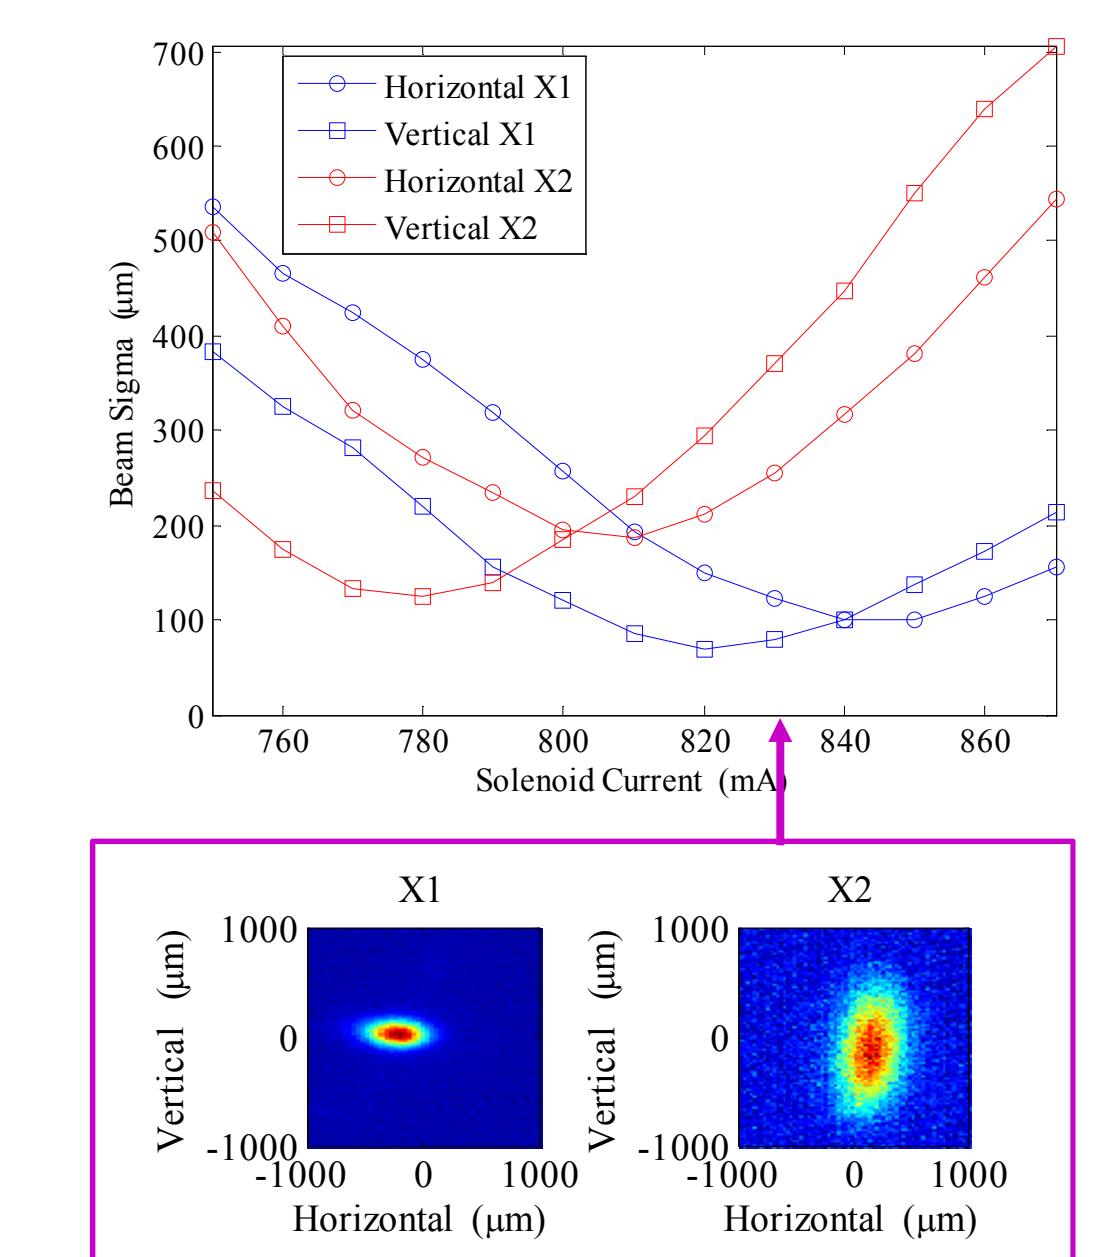 700
600
500
400
300
200
100
0
Beam Sigma (μm)
Horizontal X1
Vertical X1
Horizontal X2
Vertical X2
760 780 800 820 840 860
Solenoid Current (mA)
X1
1000
0
-1000
Vertical (μm)
-1000 0 1000
Horizontal (μm)
X2
1000
0
-1000
Vertical (μm)
-1000 0 1000
Horizontal (μm)